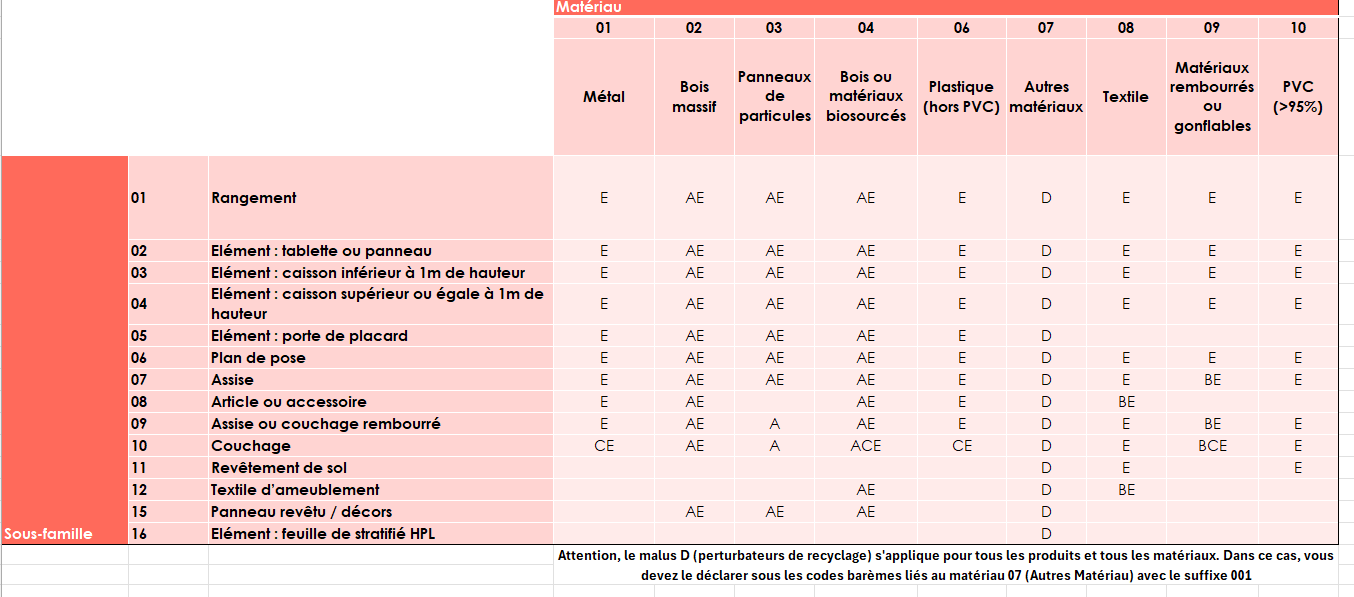 Matériau
01 02 03 04 06 07 08 09 10
Métal Bois massif Panneaux de particules Bois ou matériaux biosourcés Plastique (hors PVC) Autres matériaux Textile Matériaux rembourrés ou gonflables PVC (>95%)
01 Rangement E AE AE AE E D E E E
02 Elément : tablette ou panneau E AE AE AE E D E E E
03 Elément : caisson inférieur à 1m de hauteur E AE AE AE E D E E E
04 Elément : caisson supérieur ou égale à 1m de hauteur E AE AE AE E D E E E
05 Elément : porte de placard E AE AE AE E D
06 Plan de pose E AE AE AE E D E E E
07 Assise E AE AE AE E D E BE E
08 Article ou accessoire E AE AE E D BE
09 Assise ou couchage rembourré E AE A AE E D E BE E
10 Couchage CE AE A ACE CE D E BCE E
11 Revêtement de sol D E E
12 Textile d'ameublement AE D BE
15 Panneau revêtu / décors AE AE AE D
Sous-famille 16 Elément : feuille de stratifié HPL D
Attention, le malus D (perturbateurs de recyclage) s'applique pour tous les produits et tous les matériaux. Dans ce cas, vous
devez le déclarer sous les codes barèmes liés au matériau 07 (Autres Matériau) avec le suffixe 001